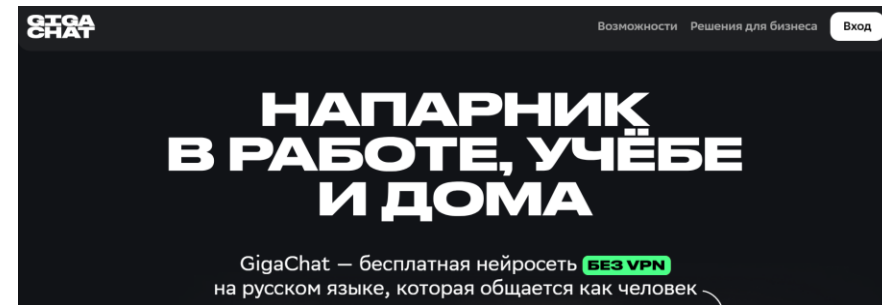 GIGA
CHAT
Возможности Решения для бизнеса Вход
НАПАРНИК
В РАБОТЕ, УЧЁБЕ
И ДОМА
GigaChat — бесплатная нейросеть БЕЗ VPN
на русском языке, которая общается как человек